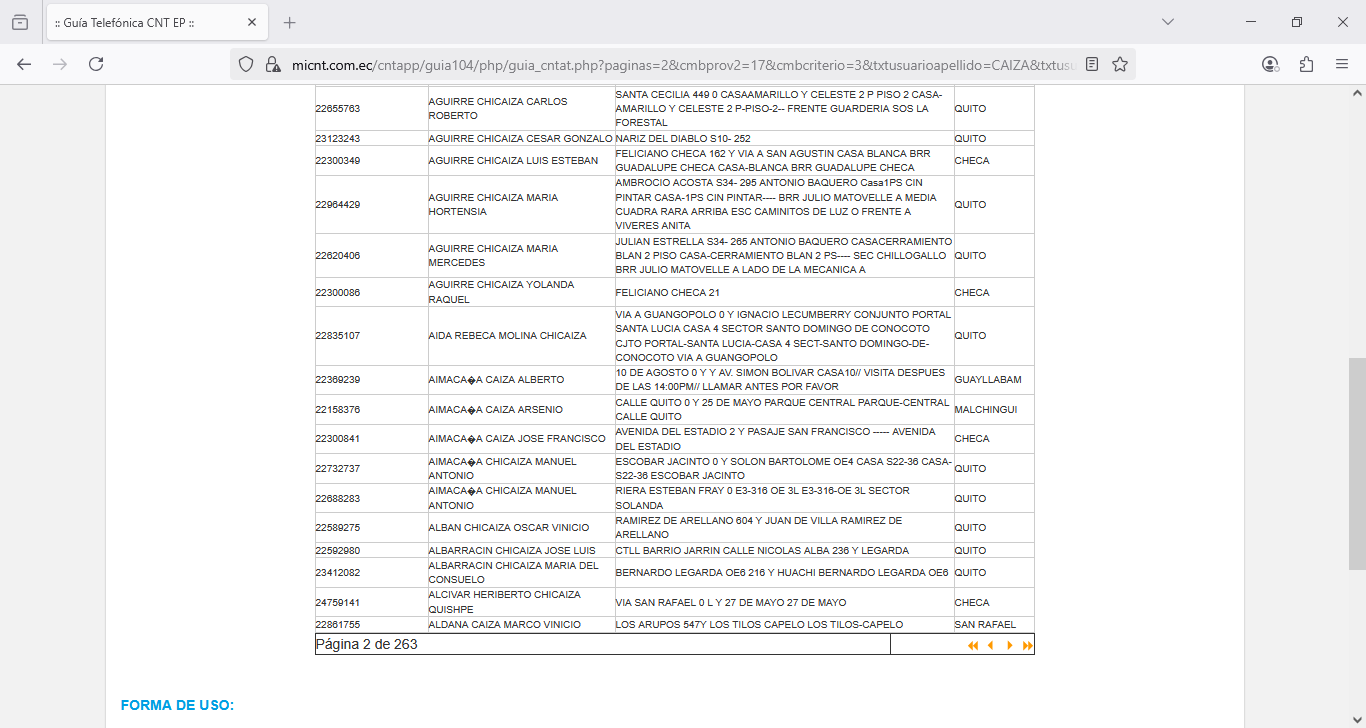 :: Guía Telefónica CNT EP ::
micnt.com.ec/cntapp/guia104/php/guia_cntat.php?paginas=2&cmbprov2=17&cmbcriterio=3&txtusuarioapellido=CAIZA&txtusu
22655763 AGUIRRE CHICAIZA CARLOS ROBERTO SANTA CECILIA 449 0 CASAAMARILLO Y CELESTE 2 P PISO 2 CASA-
AMARILLO Y CELESTE 2 P-PISO-2-- FRENTE GUARDERIA SOS LA
FORESTAL QUITO
23123243 AGUIRRE CHICAIZA CESAR GONZALO NARIZ DEL DIABLO S10- 252 QUITO
22300349 AGUIRRE CHICAIZA LUIS ESTEBAN FELICIANO CHECA 162 Y VIA A SAN AGUSTIN CASA BLANCA BRR
GUADALUPE CHECA CASA-BLANCA BRR GUADALUPE CHECA CHECA
22964429 AGUIRRE CHICAIZA MARIA
HORTENSIA AMBROCIO ACOSTA S34- 295 ANTONIO BAQUERO Casa1PS CIN
PINTAR CASA-1PS CIN PINTAR---- BRR JULIO MATOVELLE A MEDIA
CUADRA RARA ARRIBA ESC CAMINITOS DE LUZ O FRENTE A
VIVERES ANITA QUITO
22620406 AGUIRRE CHICAIZA MARIA
MERCEDES JULIAN ESTRELLA S34- 265 ANTONIO BAQUERO CASACERRAMIENTO
BLAN 2 PISO CASA-CERRAMIENTO BLAN 2 PS---- SEC CHILLOGALLO
BRR JULIO MATOVELLE A LADO DE LA MECANICA A QUITO
22300086 AGUIRRE CHICAIZA YOLANDA
RAQUEL FELICIANO CHECA 21 CHECA
22835107 AIDA REBECA MOLINA CHICAIZA VIA A GUANGOPOLO 0 Y IGNACIO LECUMBERRY CONJUNTO PORTAL
SANTA LUCIA CASA 4 SECTOR SANTO DOMINGO DE CONOCOTO
CJTO PORTAL-SANTA LUCIA-CASA 4 SECT-SANTO DOMINGO-DE-
CONOCOTO VIA A GUANGOPOLO QUITO
22369239 AIMACA�A CAIZA ALBERTO 10 DE AGOSTO 0 Y Y AV. SIMON BOLIVAR CASA10// VISITA DESPUES
DE LAS 14:00PM// LLAMAR ANTES POR FAVOR GUAYLLABAM
22158376 AIMACA�A CAIZA ARSENIO CALLE QUITO 0 Y 25 DE MAYO PARQUE CENTRAL PARQUE-CENTRAL
CALLE QUITO MALCHINGUI
22300841 AIMACA�A CAIZA JOSE FRANCISCO AVENIDA DEL ESTADIO 2 Y PASAJE SAN FRANCISCO ----- AVENIDA
DEL ESTADIO CHECA
22732737 AIMACA�A CHICAIZA MANUEL
ANTONIO ESCOBAR JACINTO 0 Y SOLON BARTOLOME OE4 CASA S22-36 CASA-
S22-36 ESCOBAR JACINTO QUITO
22688283 AIMACA�A CHICAIZA MANUEL
ANTONIO RIERA ESTEBAN FRAY 0 E3-316 OE 3L E3-316-OE 3L SECTOR
SOLANDA QUITO
22589275 ALBAN CHICAIZA OSCAR VINICIO RAMIREZ DE ARELLANO 604 Y JUAN DE VILLA RAMIREZ DE
ARELLANO QUITO
22592980 ALBARRACIN CHICAIZA JOSE LUIS CTLL BARRIO JARRIN CALLE NICOLAS ALBA 236 Y LEGARDA QUITO
23412082 ALBARRACIN CHICAIZA MARIA DEL
CONSUELO BERNARDO LEGARDA OE6 216 Y HUACHI BERNARDO LEGARDA OE6 QUITO
24759141 ALCIVAR HERIBERTO CHICAIZA
QUISHPE VIA SAN RAFAEL 0 L Y 27 DE MAYO 27 DE MAYO CHECA
22861755 ALDANA CAIZA MARCO VINICIO LOS ARUPOS 547Y LOS TILOS CAPELO LOS TILOS-CAPELO SAN RAFAEL
Página 2 de 263
FORMA DE USO: